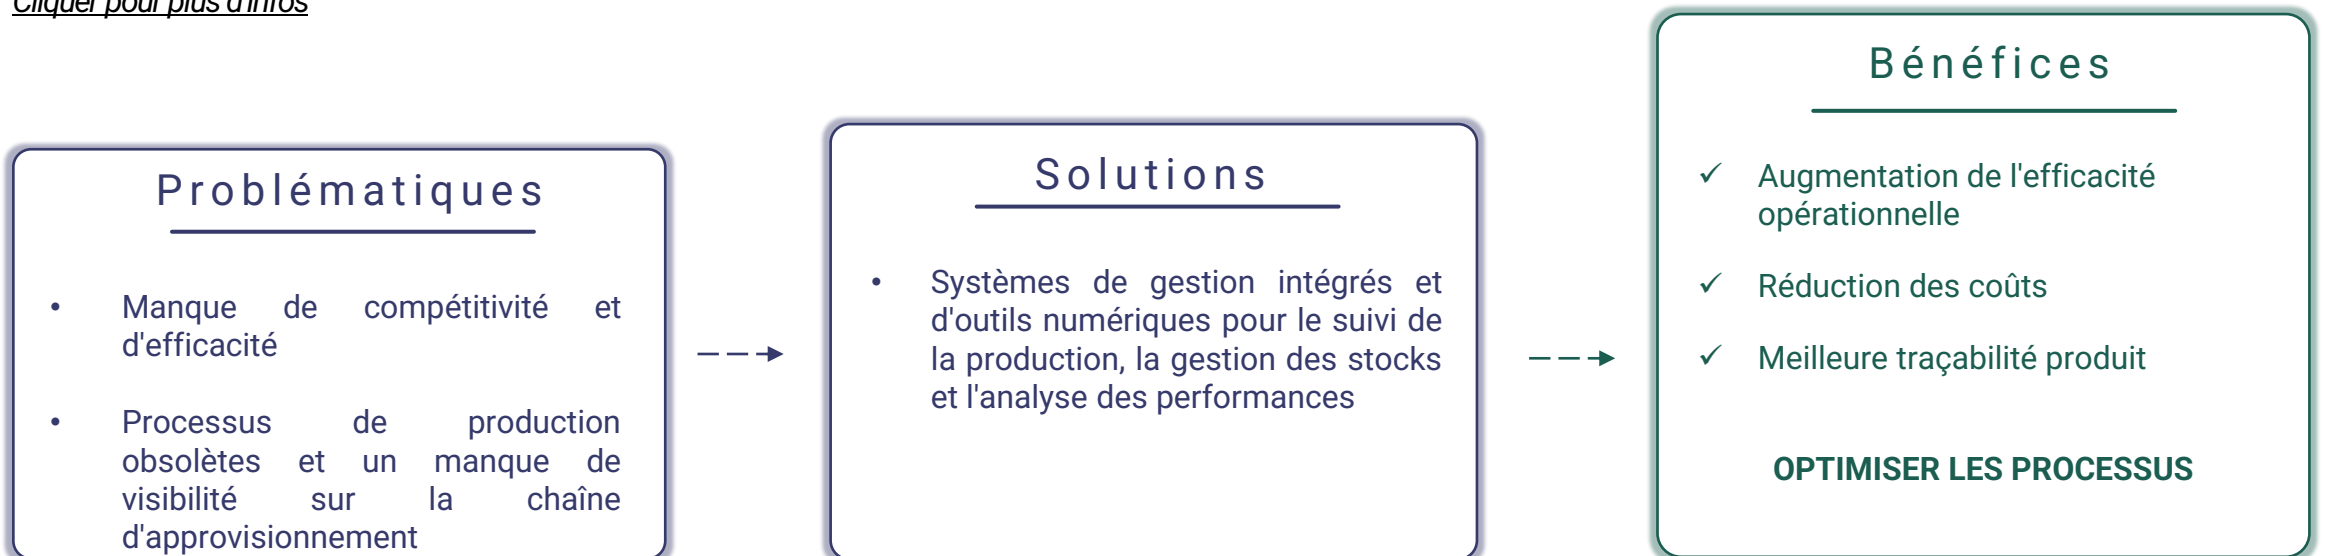 Cliquer pour plus d'infos
Problématiques
• Manque de compétitivité et
d'efficacité
• Processus de production
obsolètes et un manque de
visibilité sur la chaîne
d'approvisionnement
Solutions
• Systèmes de gestion intégrés et
d'outils numériques pour le suivi de
la production, la gestion des stocks
et l'analyse des performances
Bénéfices
✓ Augmentation de l'efficacité
opérationnelle
✓ Réduction des coûts
✓ Meilleure traçabilité produit
OPTIMISER LES PROCESSUS